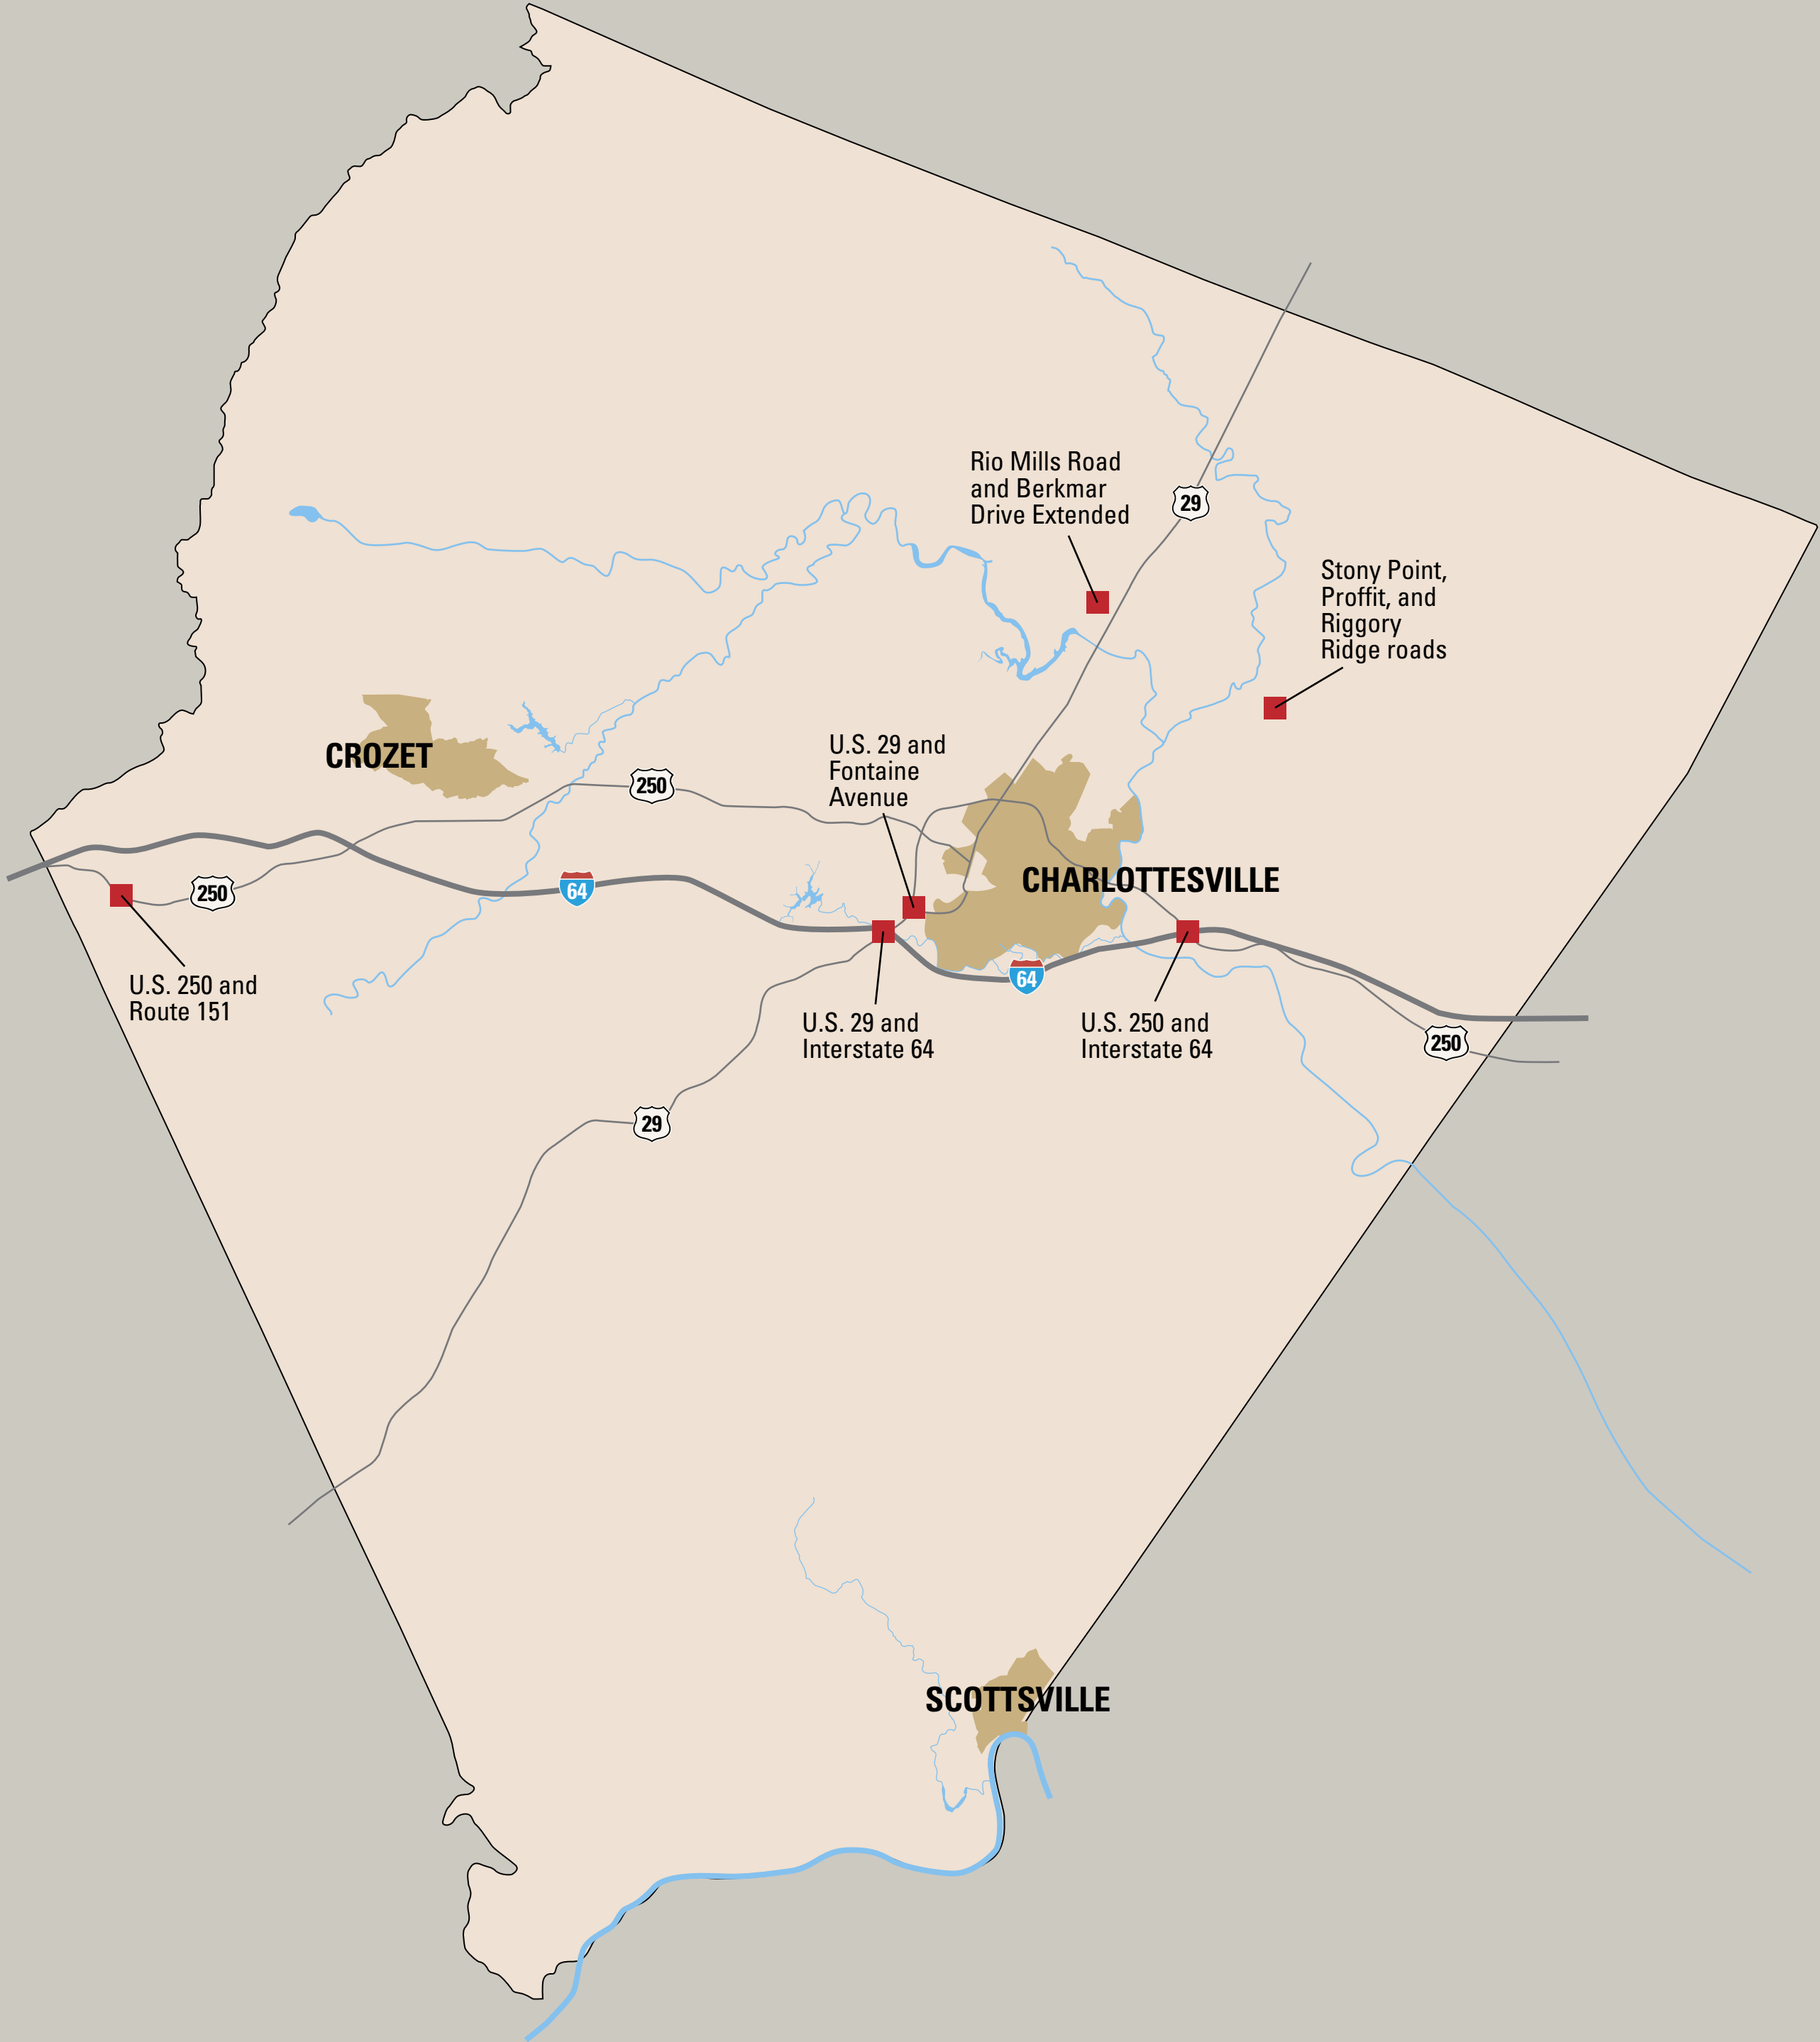 Rio Mills Road
and Berkmar
Drive Extended
29
Stony Point,
Proffit, and
Riggory
Ridge roads
CROZET
U.S. 29 and
Fontaine
Avenue
250
CHARLOTTESVILLE
250
64
64
U.S. 250 and
Route 151
U.S. 29 and
Interstate 64
U.S. 250 and
Interstate 64
250
29
SCOTTSVILLE